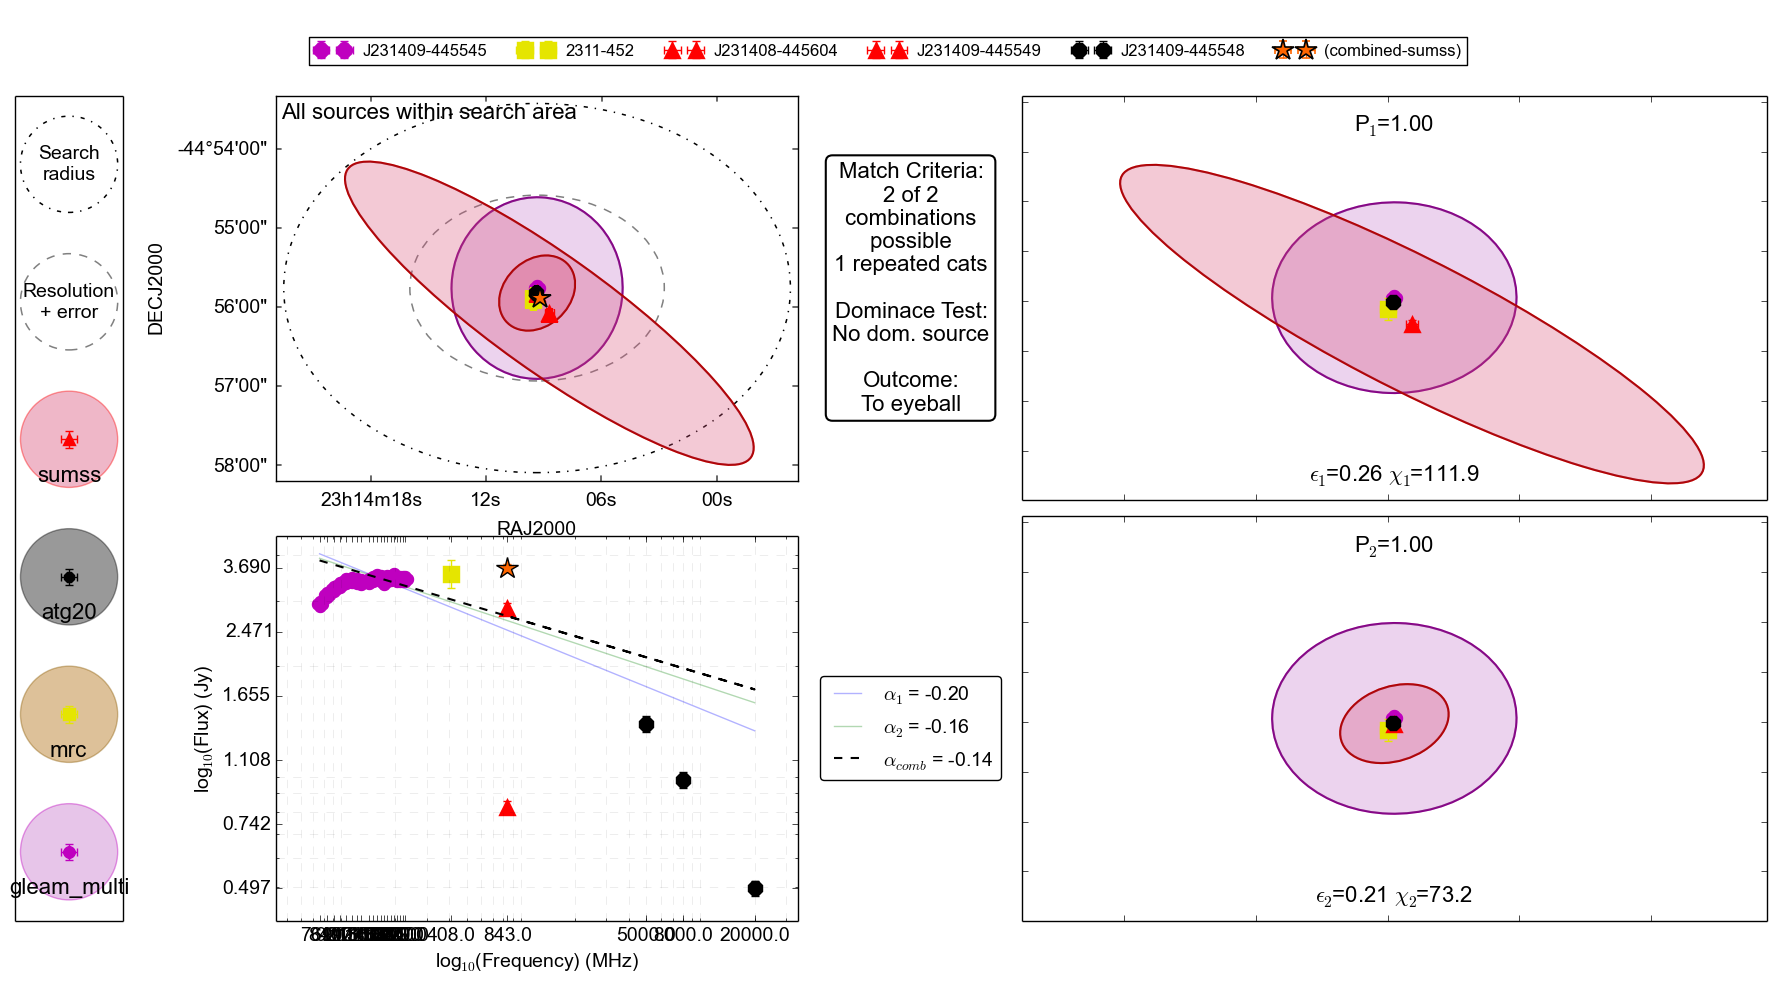 J231409-445545
2311-452
J231408-445604
J231409-445549
J231409-445548
(combined-sumss)
Search
radius
Resolution
+ error
sumss
atg20
mrc
gleam_multi
All sources within search area
DECJ2000
-44°54'00"
55'00"
56'00"
57'00"
58'00"
23h14m18s
12s
06s
00s
RAJ2000
Match Criteria:
2 of 2
combinations
possible
1 repeated cats
Dominace Test:
No dom. source
Outcome:
To eyeball
P1=1.00
ϵ1=0.26 χ1=111.9
P2=1.00
ϵ2=0.21 χ2=73.2
log10(Flux) (Jy)
3.690
2.471
1.655
1.108
0.742
0.497
408.0
843.0
5000.0
8000.0
20000.0
log10(Frequency) (MHz)
α1 = -0.20
α2 = -0.16
αcomb = -0.14